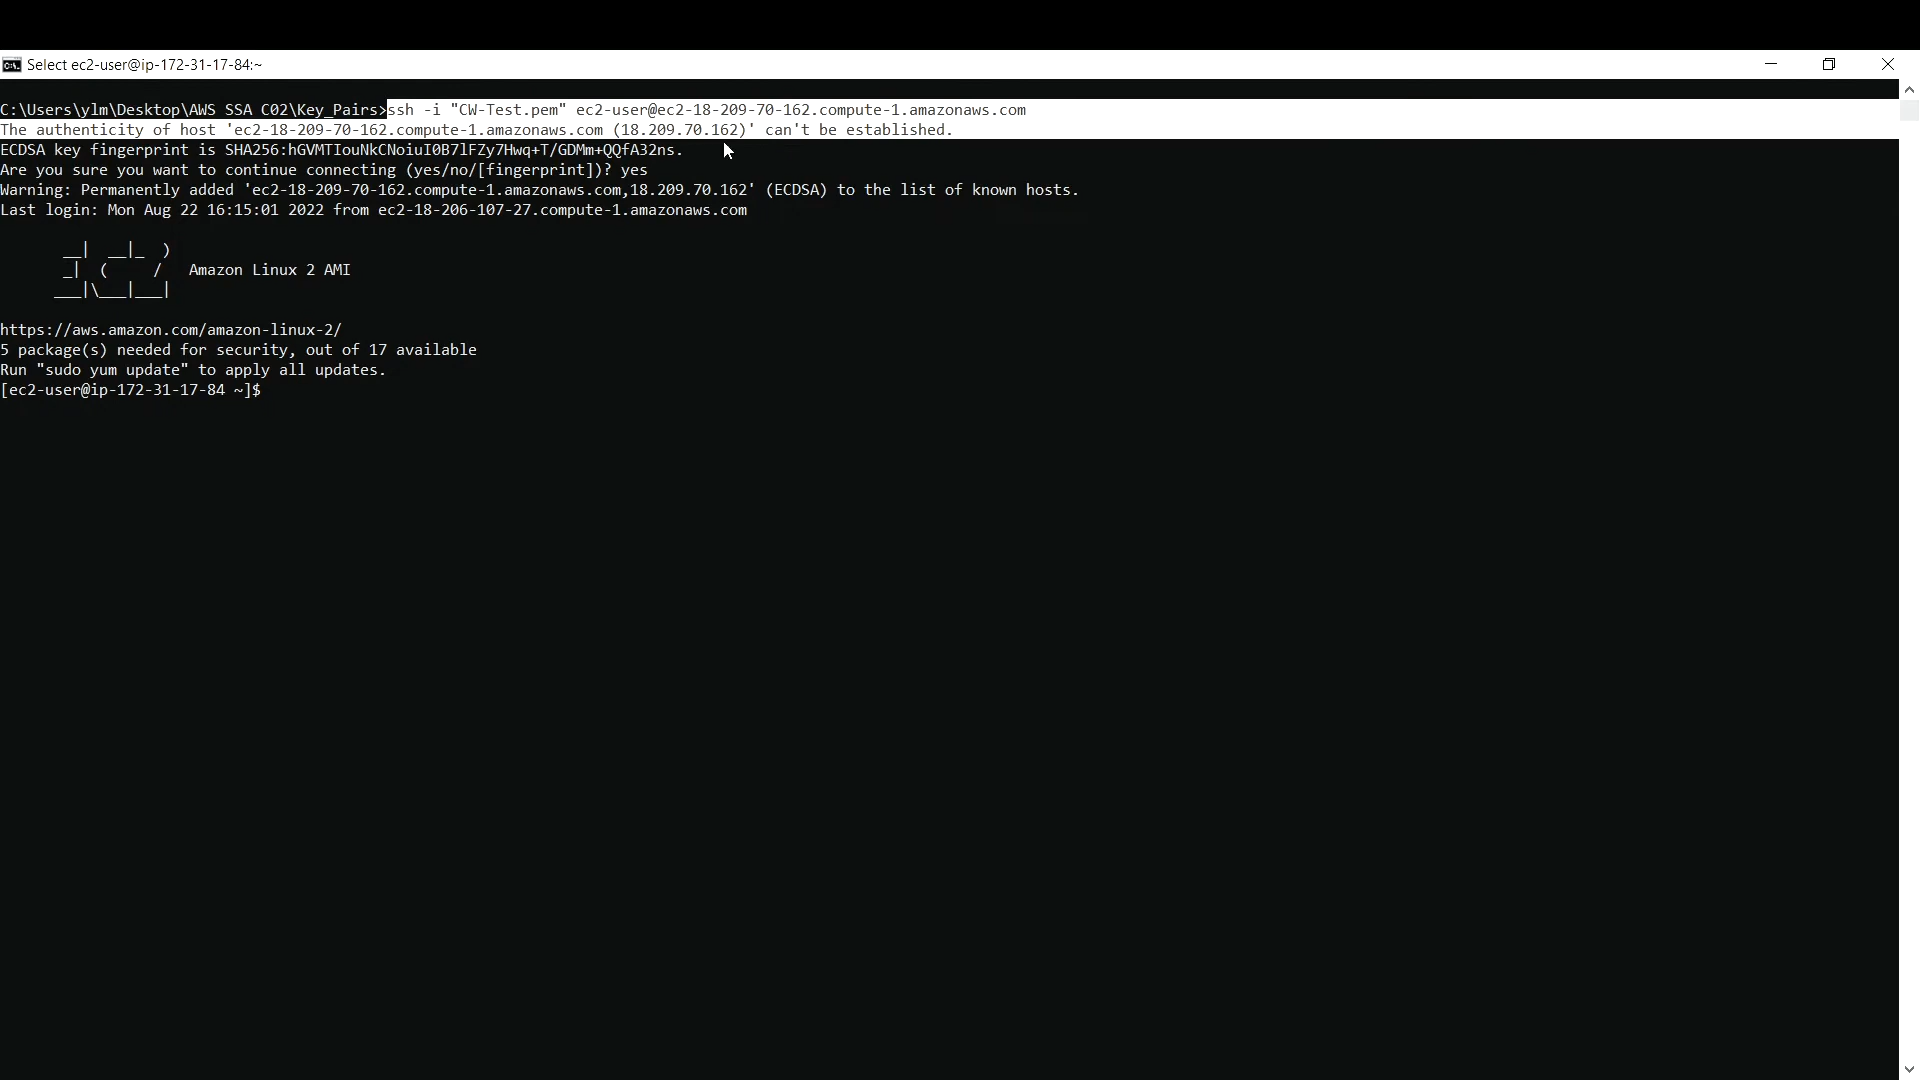 Select ec2-user@ip-172-31-17-84:~
C:\Users\ylm\Desktop\AWS SSA C02\Key_Pairs>ssh -i "CW-Test.pem" ec2-user@ec2-18-209-70-162.compute-1.amazonaws.com
The authenticity of host 'ec2-18-209-70-162.compute-1.amazonaws.com (18.209.70.162)' can't be established.
ECDSA key fingerprint is SHA256:hGVMTIouNkCNoiuI0B7lFZy7Hwq+T/GDMm+QQfA32ns.
Are you sure you want to continue connecting (yes/no/[fingerprint])? yes
Warning: Permanently added 'ec2-18-209-70-162.compute-1.amazonaws.com,18.209.70.162' (ECDSA) to the list of known hosts.
Last login: Mon Aug 22 16:15:01 2022 from ec2-18-206-107-27.compute-1.amazonaws.com
       __|  __|_  )
       _|  (     /   Amazon Linux 2 AMI
      ___|\___|___|
https://aws.amazon.com/amazon-linux-2/
5 package(s) needed for security, out of 17 available
Run "sudo yum update" to apply all updates.
[ec2-user@ip-172-31-17-84 ~]$